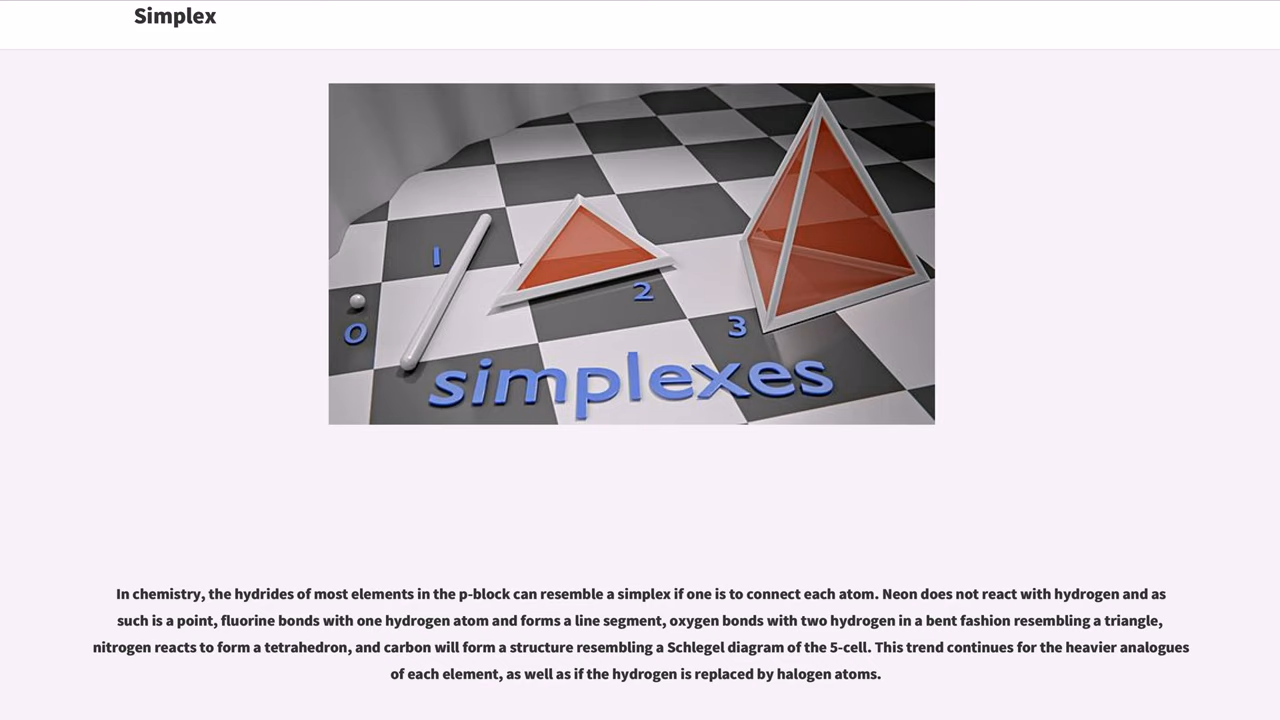 Simplex
1
2
0
3
simplexes
In chemistry, the hydrides of most elements in the p-block can resemble a simplex if one is to connect each atom. Neon does not react with hydrogen and as
such is a point, fluorine bonds with one hydrogen atom and forms a line segment, oxygen bonds with two hydrogen in a bent fashion resembling a triangle,
nitrogen reacts to form a tetrahedron, and carbon will form a structure resembling a Schlegel diagram of the 5-cell. This trend continues for the heavier analogues
of each element, as well as if the hydrogen is replaced by halogen atoms.